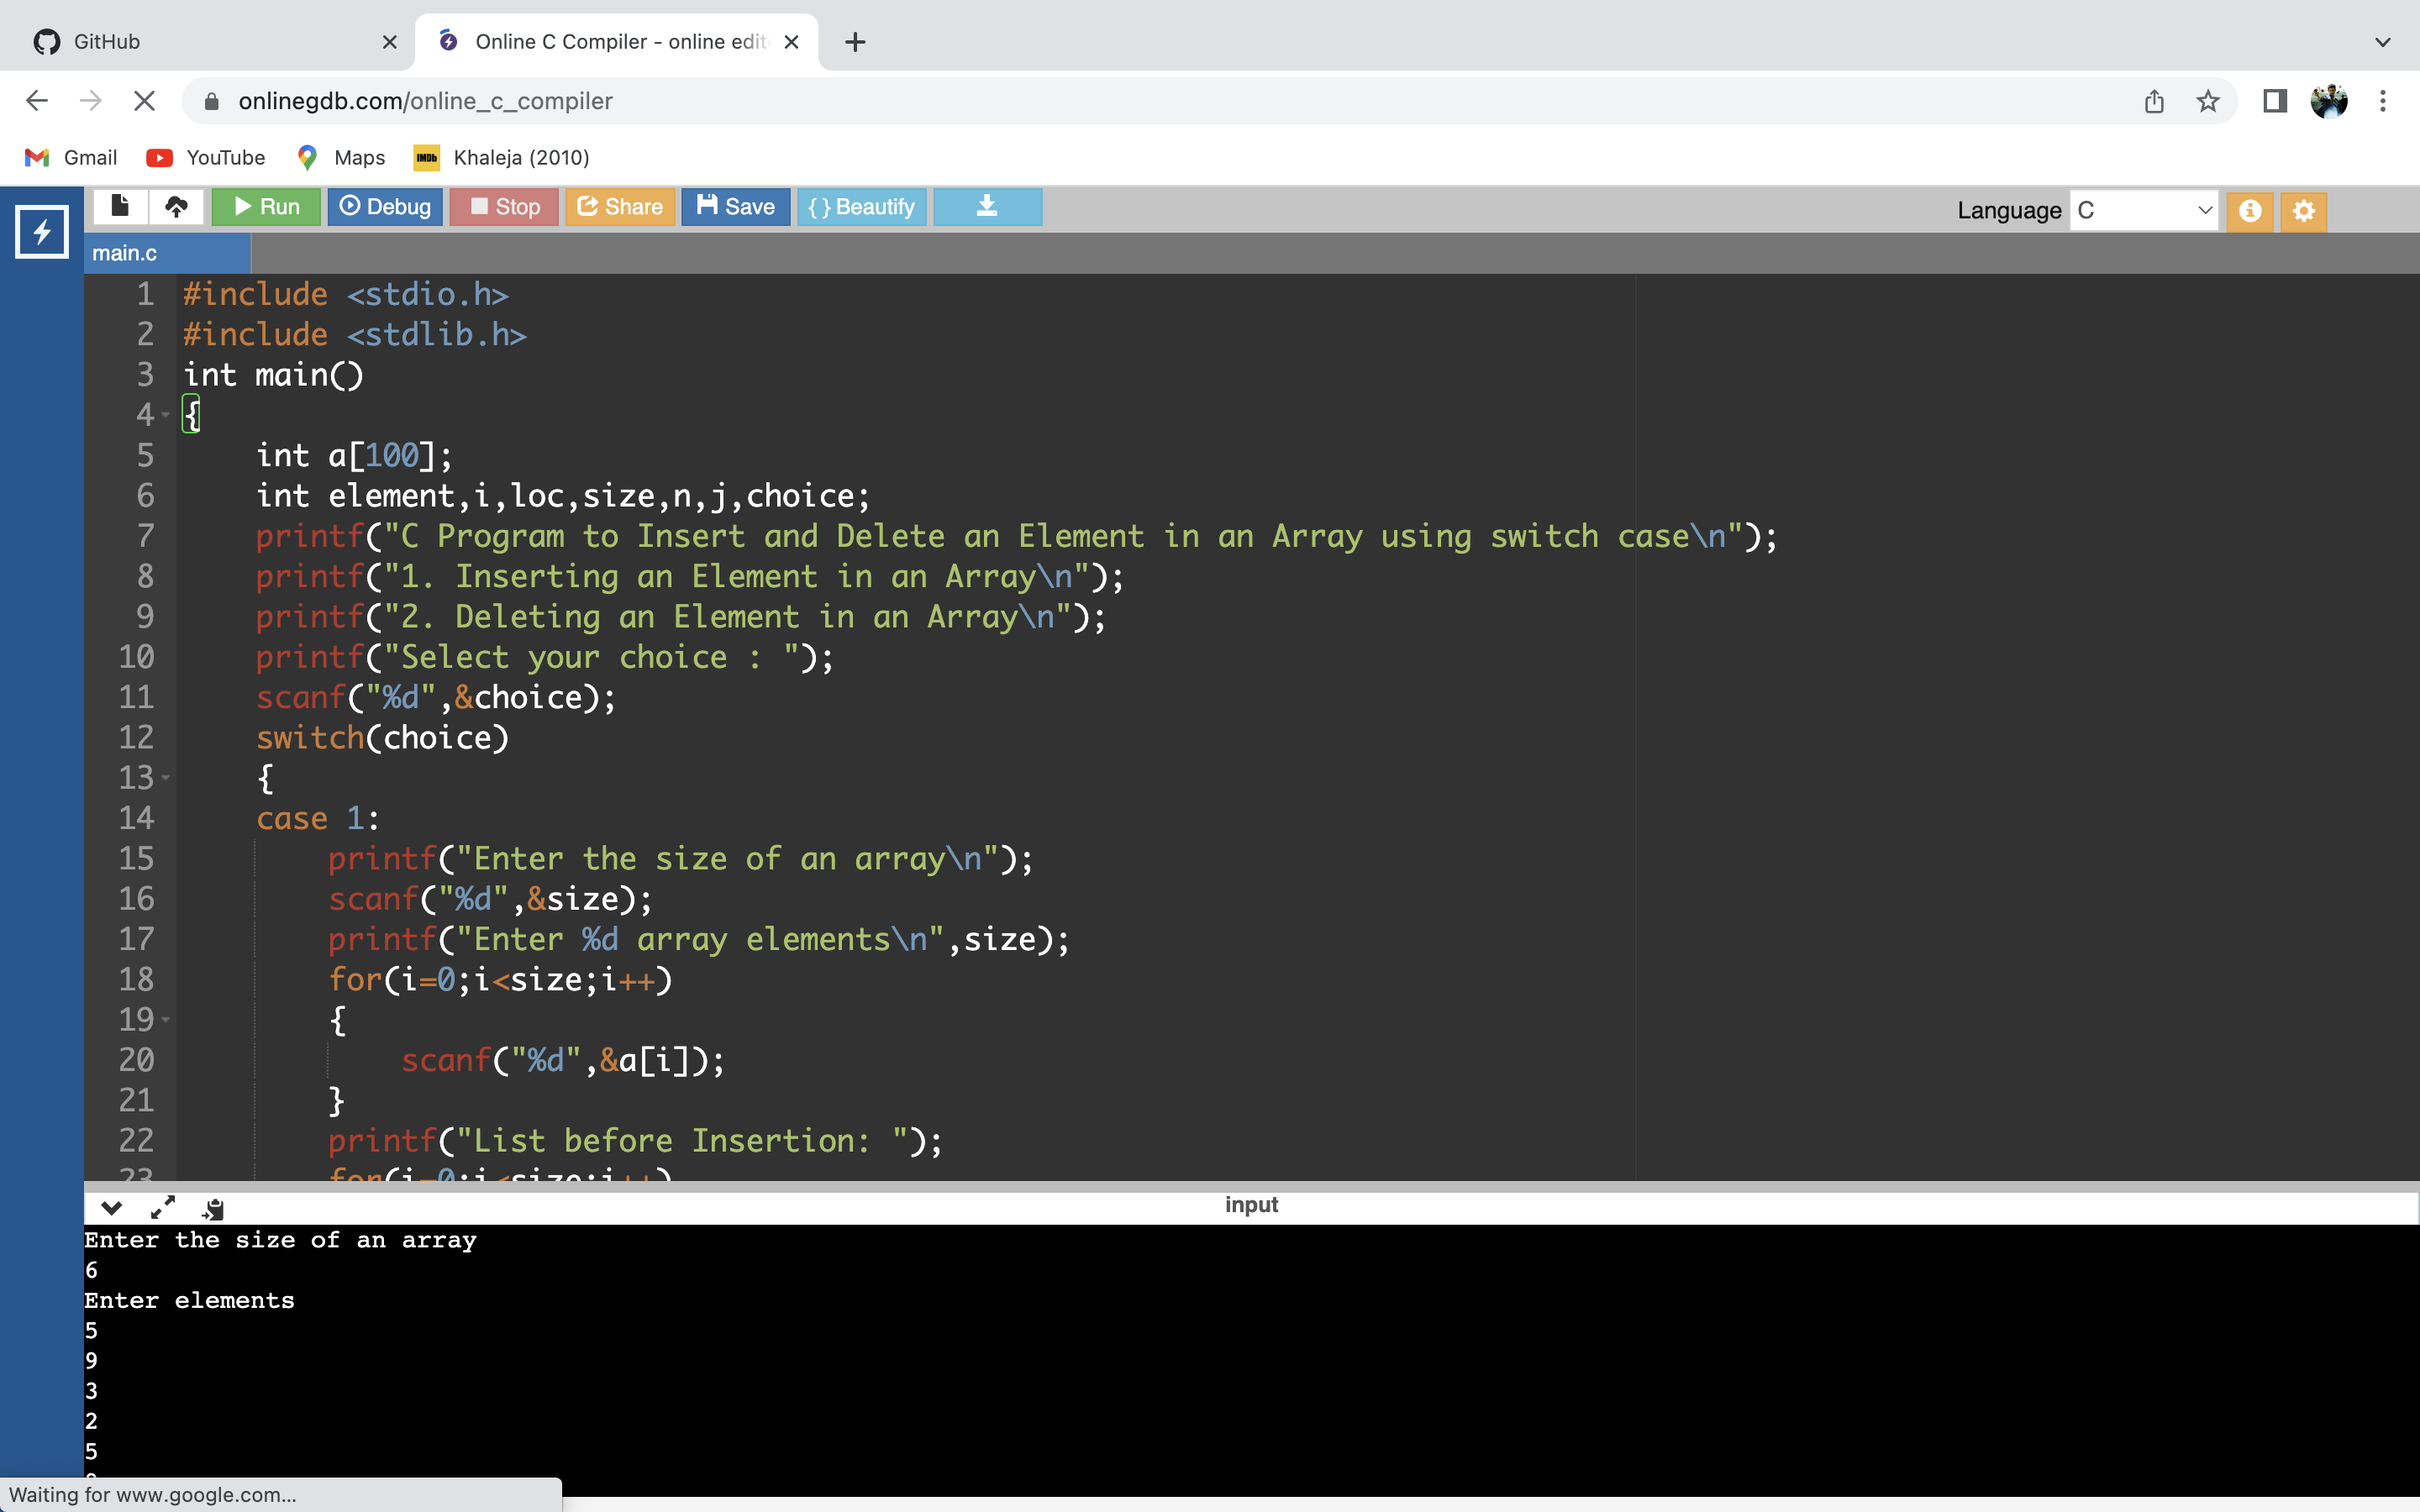 GitHub
Online C Compiler - online edit
onlinegdb.com/online_c_compiler
Gmail YouTube Maps IMDb Khaleja (2010)
Run Debug Stop Share Save { } Beautify Language C
main.c
1 #include <stdio.h>
2 #include <stdlib.h>
3 int main()
4 {
5 int a[100];
6 int element,i,loc,size,n,j,choice;
7 printf("C Program to Insert and Delete an Element in an Array using switch case\n");
8 printf("1. Inserting an Element in an Array\n");
9 printf("2. Deleting an Element in an Array\n");
10 printf("Select your choice : ");
11 scanf("%d",&choice);
12 switch(choice)
13 {
14 case 1:
15 printf("Enter the size of an array\n");
16 scanf("%d",&size);
17 printf("Enter %d array elements\n",size);
18 for(i=0;i<size;i++)
19 {
20 scanf("%d",&a[i]);
21 }
22 printf("List before Insertion: ");
23 for(i=0;i<size;i++)
input
Enter the size of an array
6
Enter elements
5
9
3
2
5
Waiting for www.google.com...